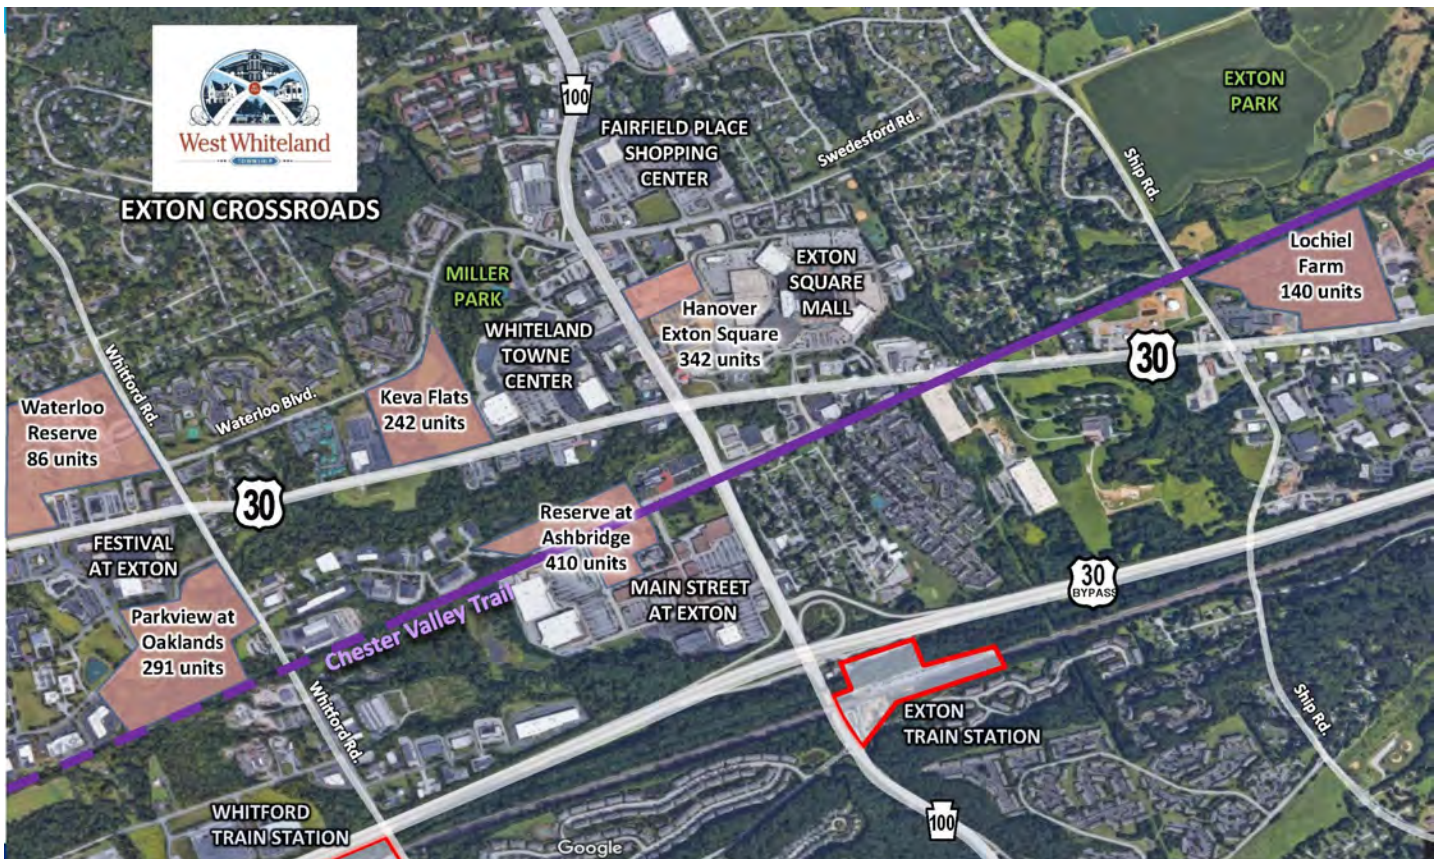 West Whiteland
TOWNSHIP
EXTON CROSSROADS
100
FAIRFIELD PLACE
SHOPPING
CENTER
Swedesford Rd.
EXTON
PARK
Ship Rd.
MILLER
PARK
EXTON
SQUARE
MALL
Lochiel
Farm
140 units
Hanover
Exton Square
342 units
WHITELAND
TOWNE
CENTER
30
Whitford Rd.
Keva Flats
242 units
Waterloo Blvd.
Waterloo
Reserve
86 units
30
Reserve at
Ashbridge
410 units
FESTIVAL
AT EXTON
MAIN STREET
AT EXTON
30
BYPASS
Parkview at
Oaklands
291 units
Chester Valley Trail
Whitford Rd.
EXTON
TRAIN STATION
Ship Rd.
WHITFORD
TRAIN STATION
100
Google